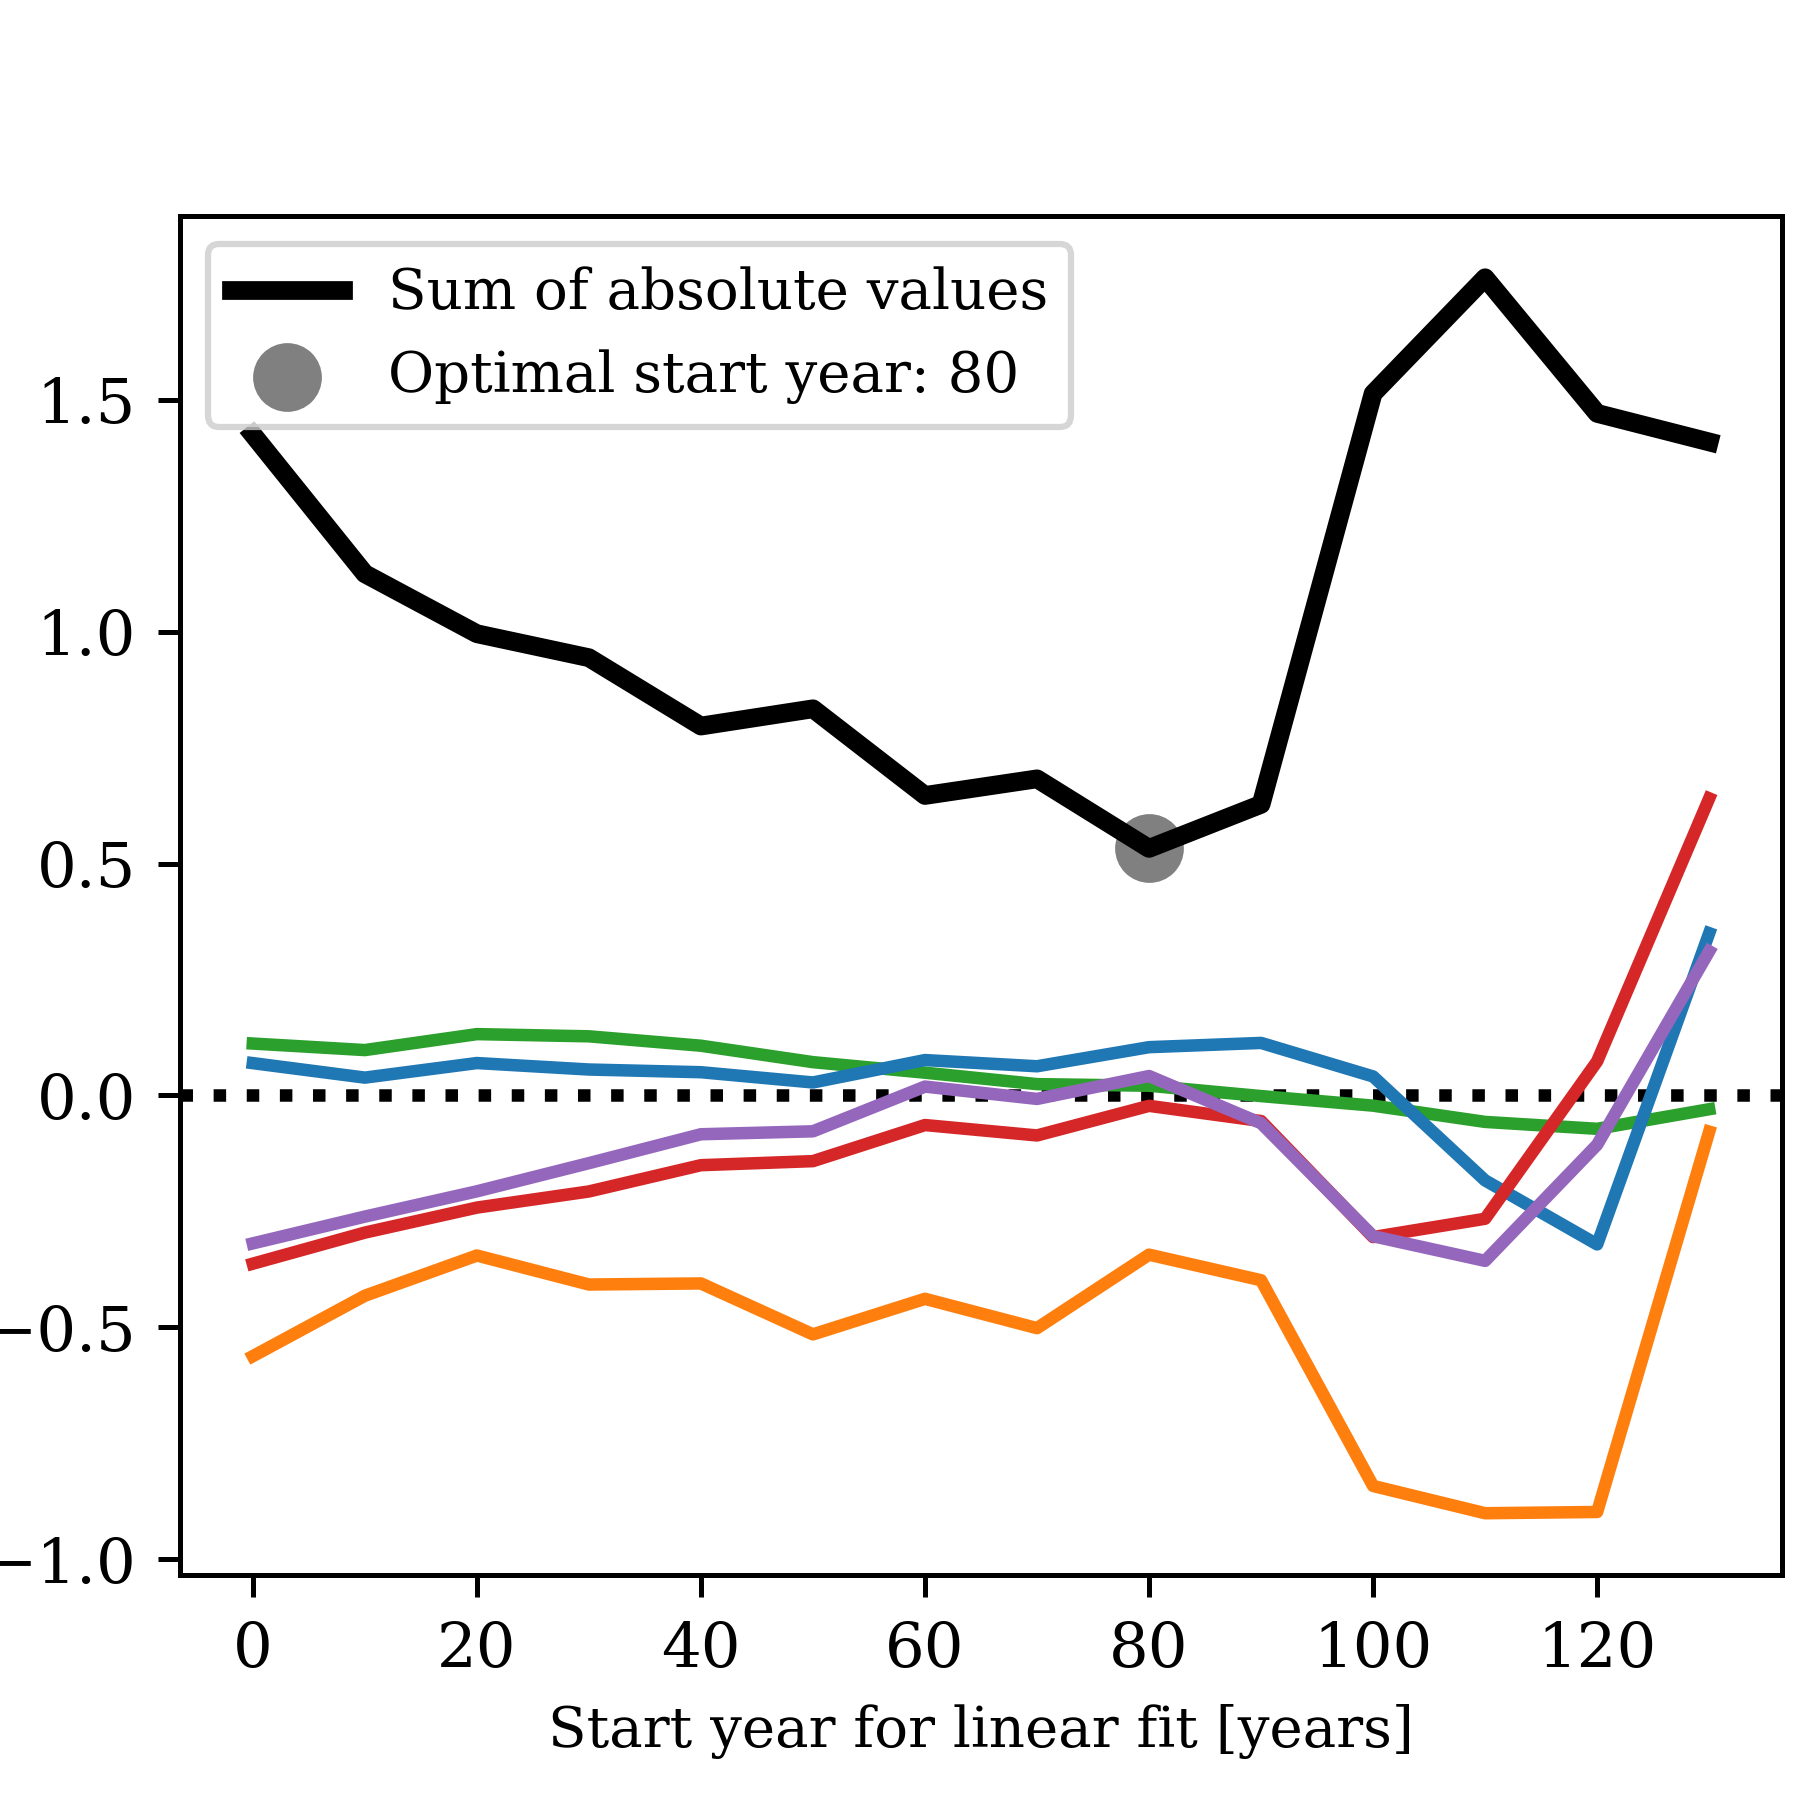 Sum of absolute values
Optimal start year: 80
1.5
1.0
0.5
0.0
−0.5
−1.0
0 20 40 60 80 100 120
Start year for linear fit [years]